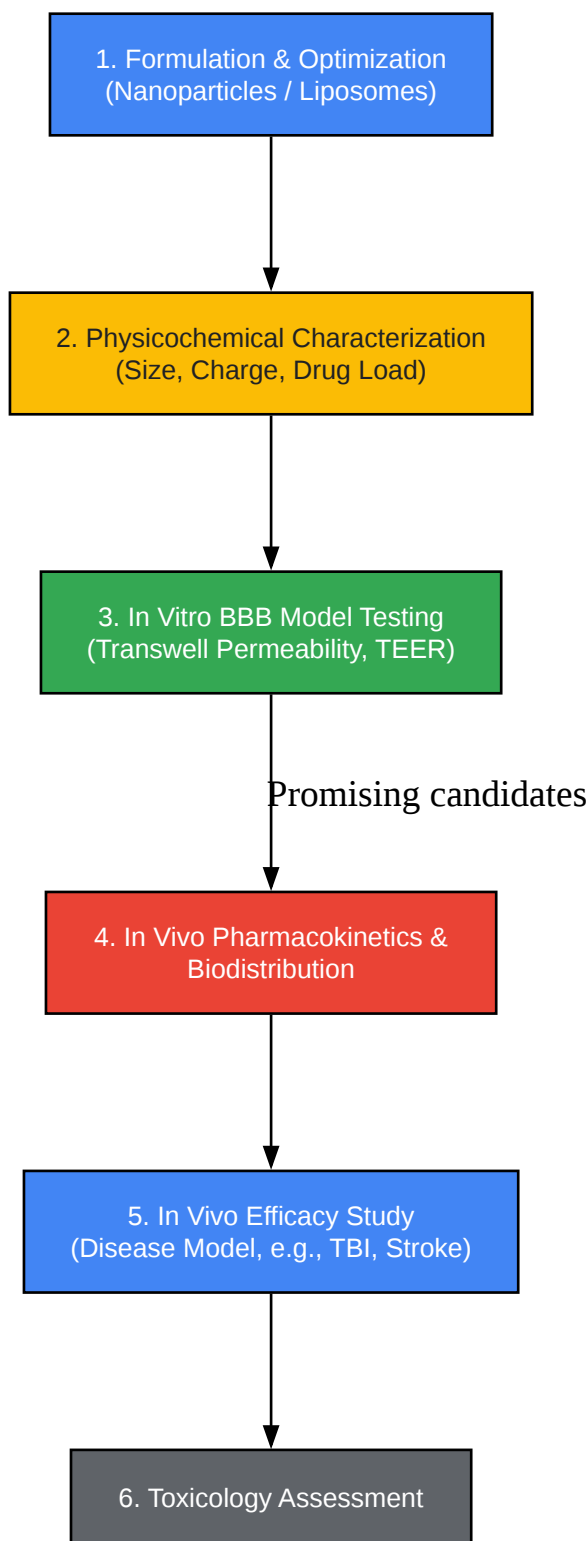 1. Formulation & Optimization
(Nanoparticles / Liposomes)
2. Physicochemical Characterization
(Size, Charge, Drug Load)
3. In Vitro BBB Model Testing
(Transwell Permeability, TEER)
Promising candidates
4. In Vivo Pharmacokinetics &
Biodistribution
5. In Vivo Efficacy Study
(Disease Model, e.g., TBI, Stroke)
6. Toxicology Assessment